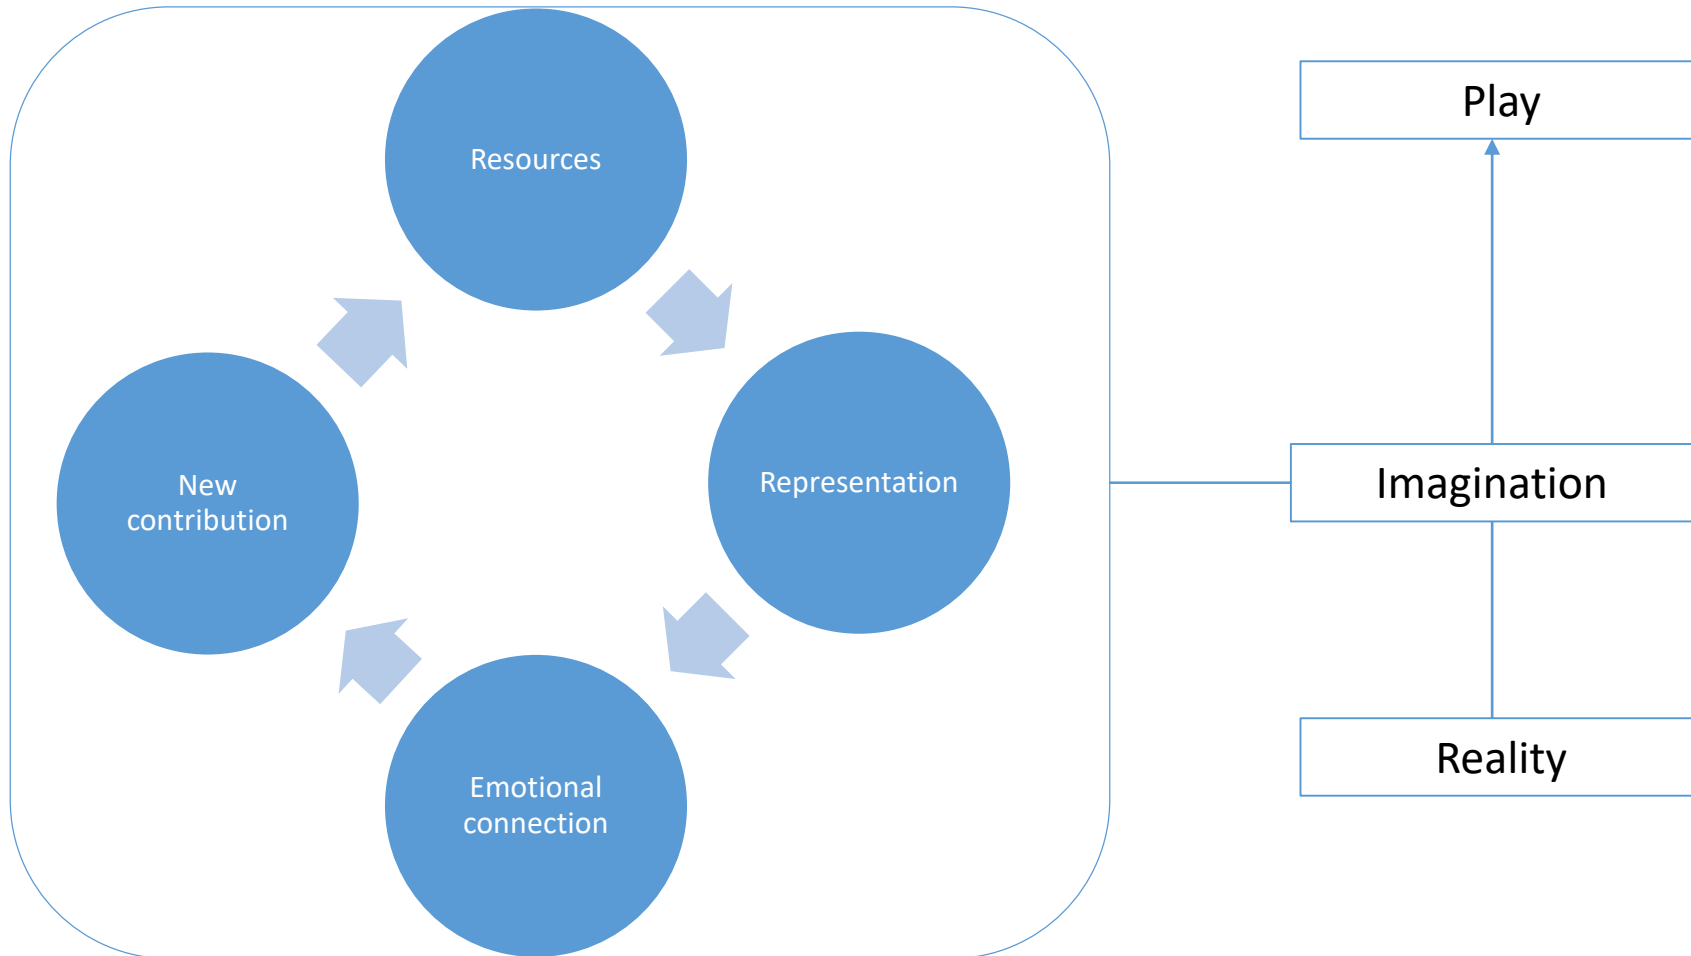 Resources
Representation
Emotional
connection
New
contribution
Play
Imagination
Reality